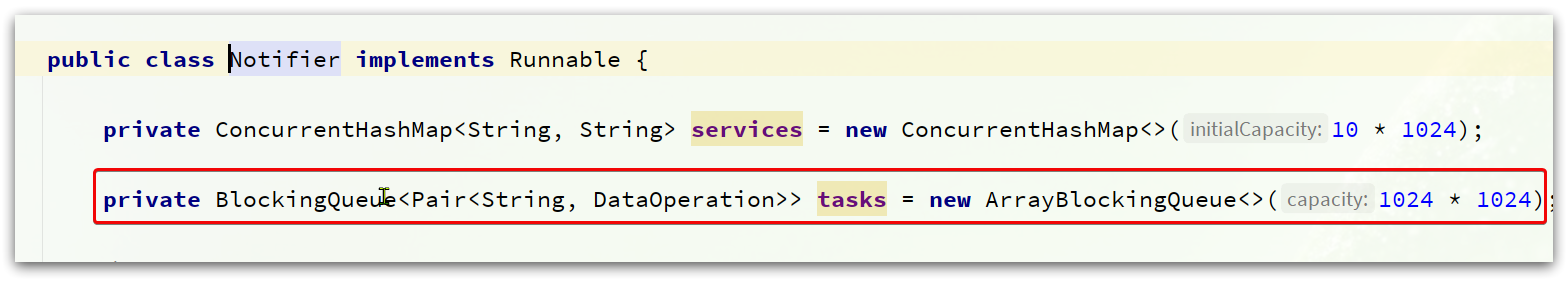 public class Notifier implements Runnable {
private ConcurrentHashMap<String, String> services = new ConcurrentHashMap<>( initialCapacity: 10 * 1024);
private BlockingQueue<Pair<String, DataOperation>> tasks = new ArrayBlockingQueue<>( capacity: 1024 * 1024);